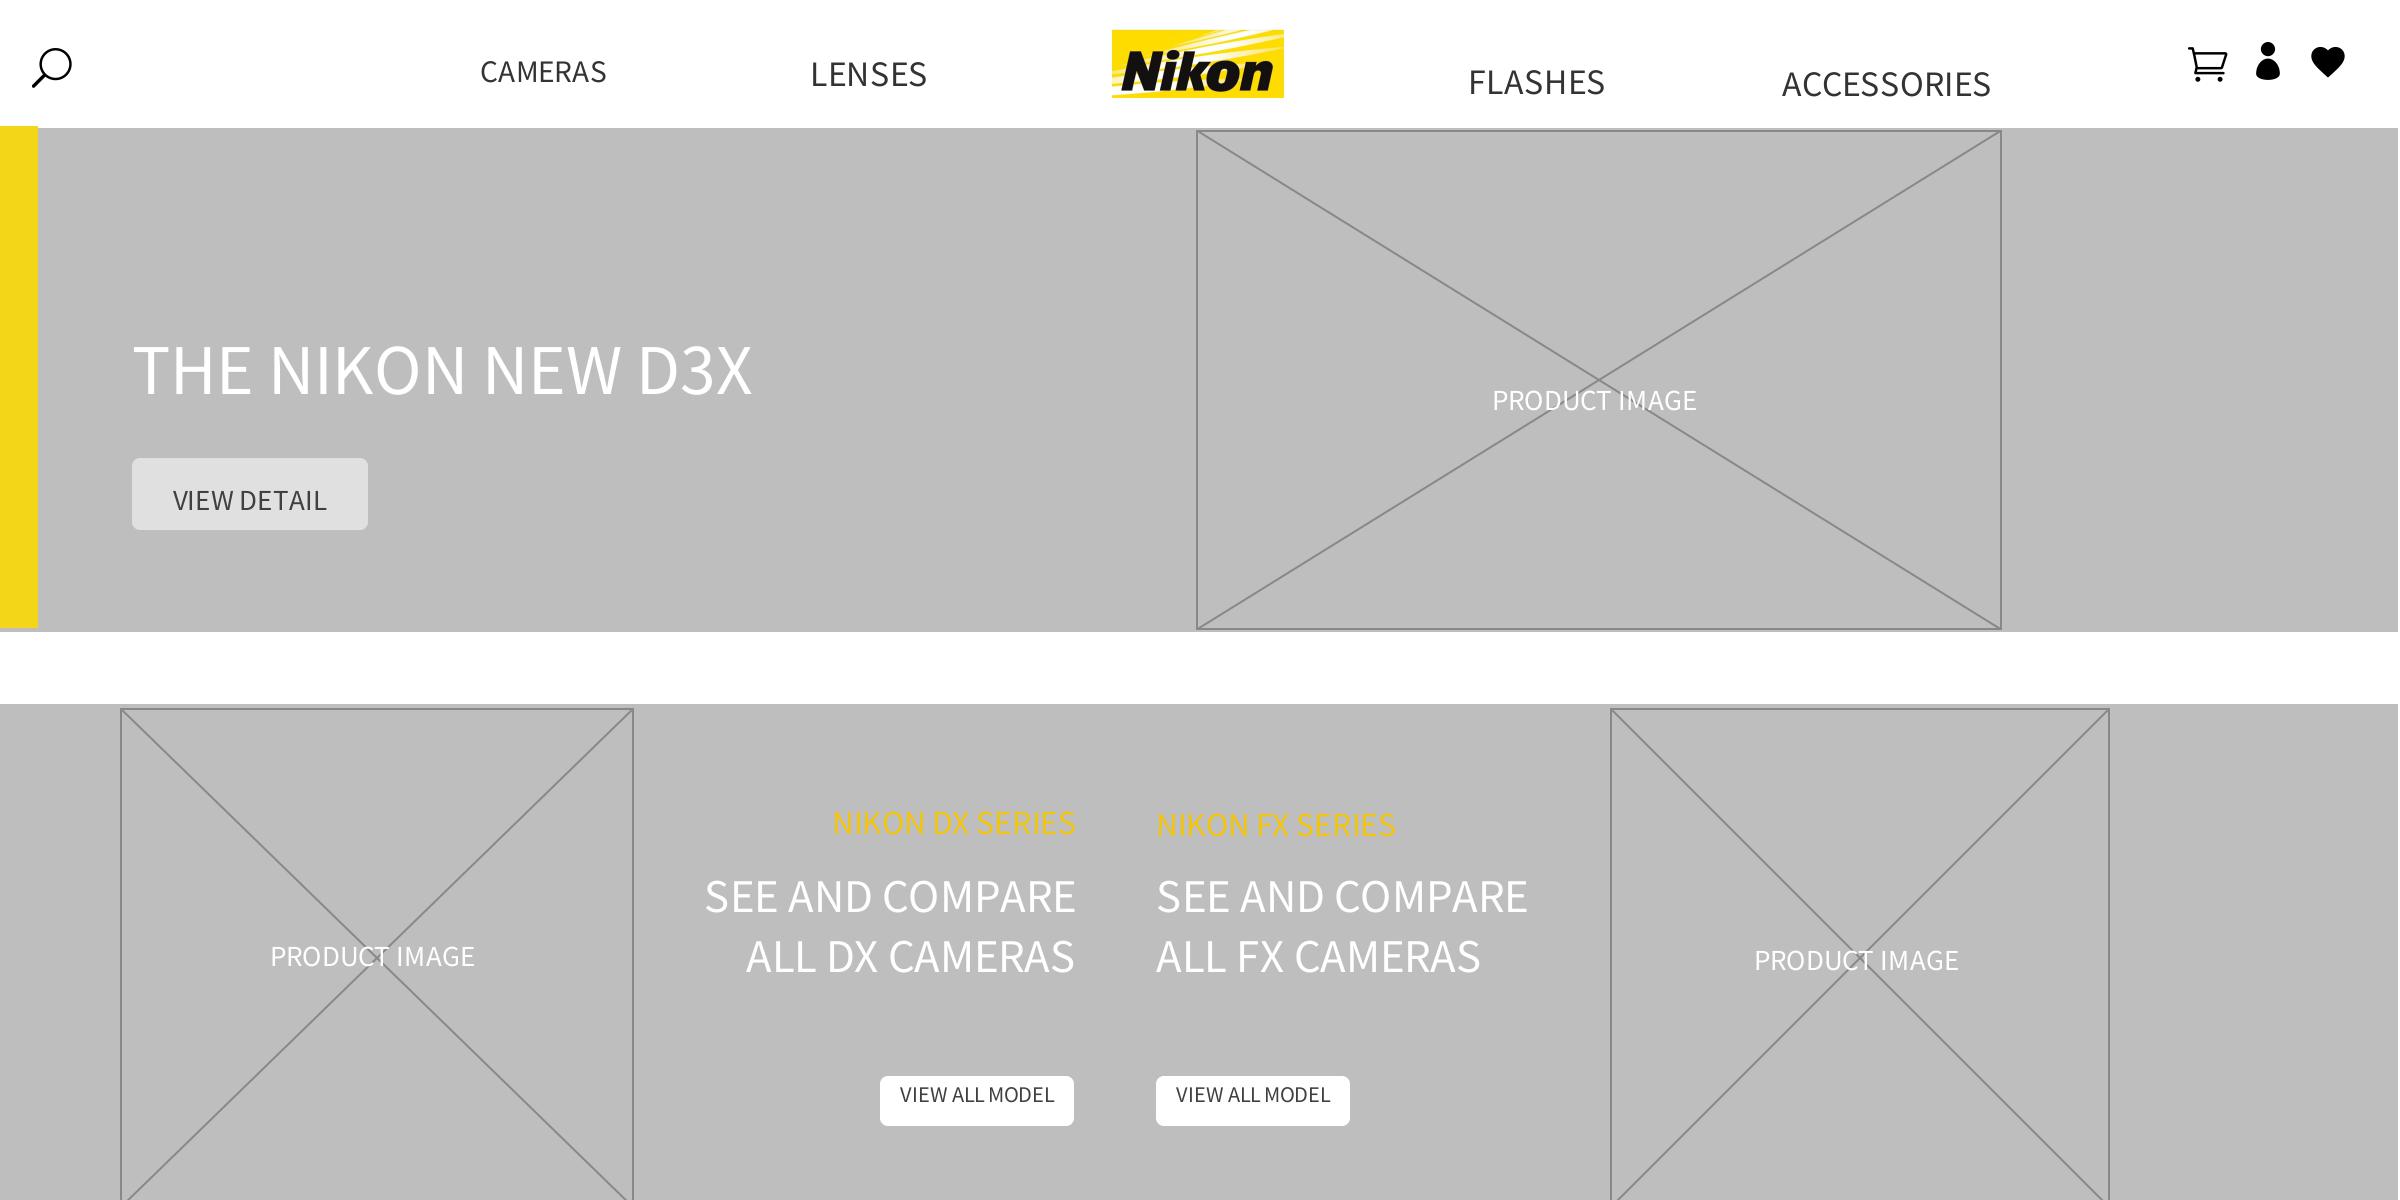 CAMERAS
LENSES
Nikon
FLASHES
ACCESSORIES
THE NIKON NEW D3X
VIEW DETAIL
PRODUCT IMAGE
PRODUCT IMAGE
NIKON DX SERIES
SEE AND COMPARE
ALL DX CAMERAS
VIEW ALL MODEL
NIKON FX SERIES
SEE AND COMPARE
ALL FX CAMERAS
VIEW ALL MODEL
PRODUCT IMAGE